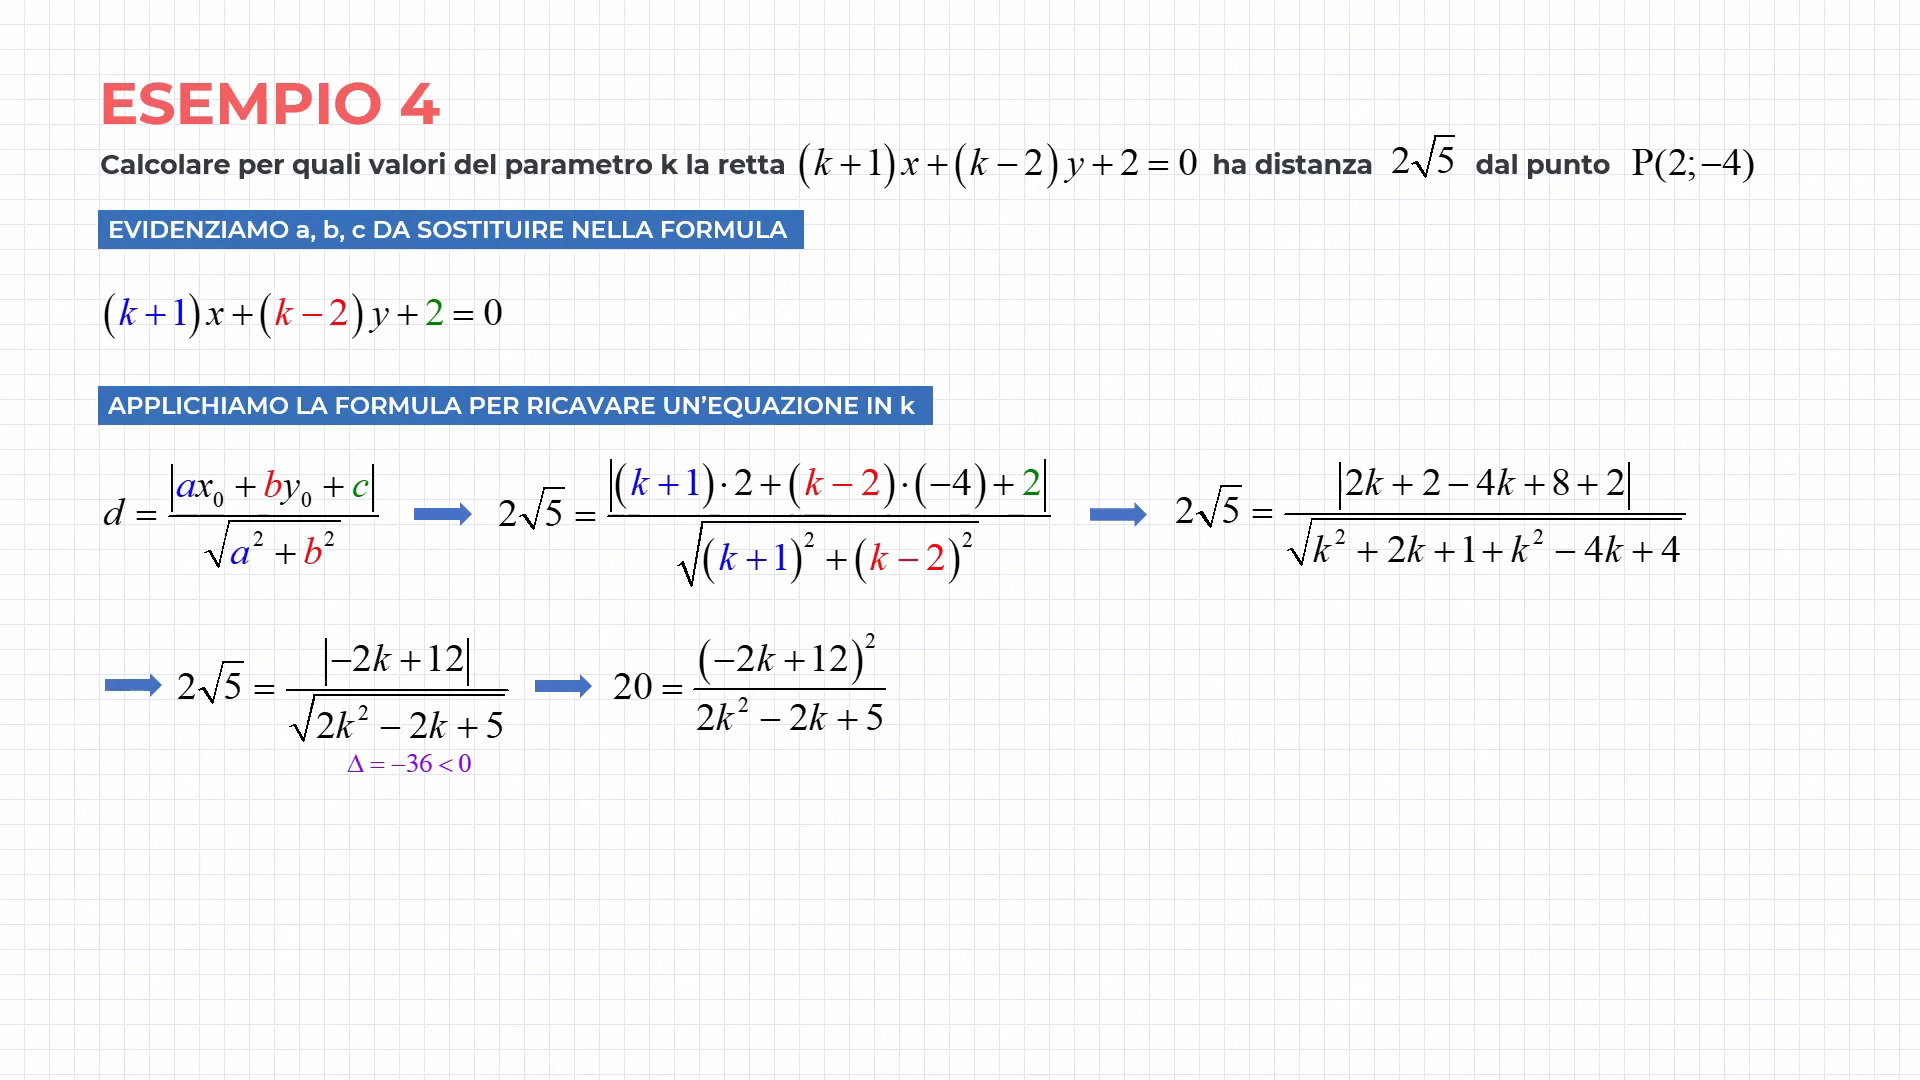 ESEMPIO 4
Calcolare per quali valori del parametro k la retta (k+1)x+(k−2)y+2=0 ha distanza 2√5 dal punto P(2;−4)
EVIDENZIAMO a, b, c DA SOSTITUIRE NELLA FORMULA
(k+1)x+(k−2)y+2=0
APPLICHIAMO LA FORMULA PER RICAVARE UN'EQUAZIONE IN k
d = |ax₀ + by₀ + c| / √(a² + b²) 2√5 = |(k+1)·2+(k−2)·(−4)+2| / √((k+1)² + (k−2)²) 2√5 = |2k+2−4k+8+2| / √(k²+2k+1+k²−4k+4)
2√5 = |−2k+12| / √(2k²−2k+5) 20 = (−2k+12)² / (2k²−2k+5)
Δ = −36 < 0